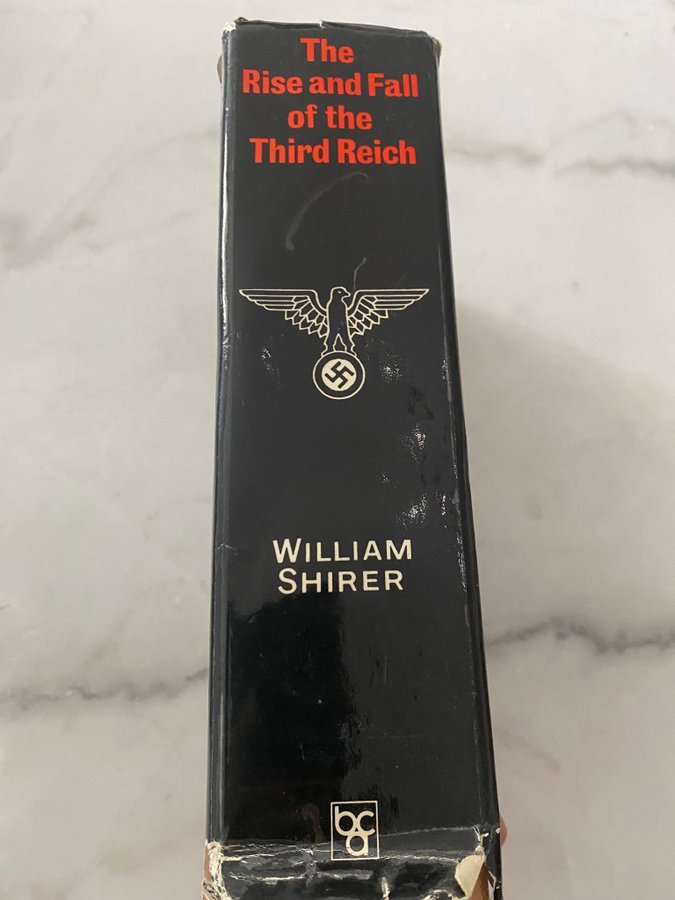 The
Rise and Fall
of the
Third Reich
WILLIAM
SHIRER
bca